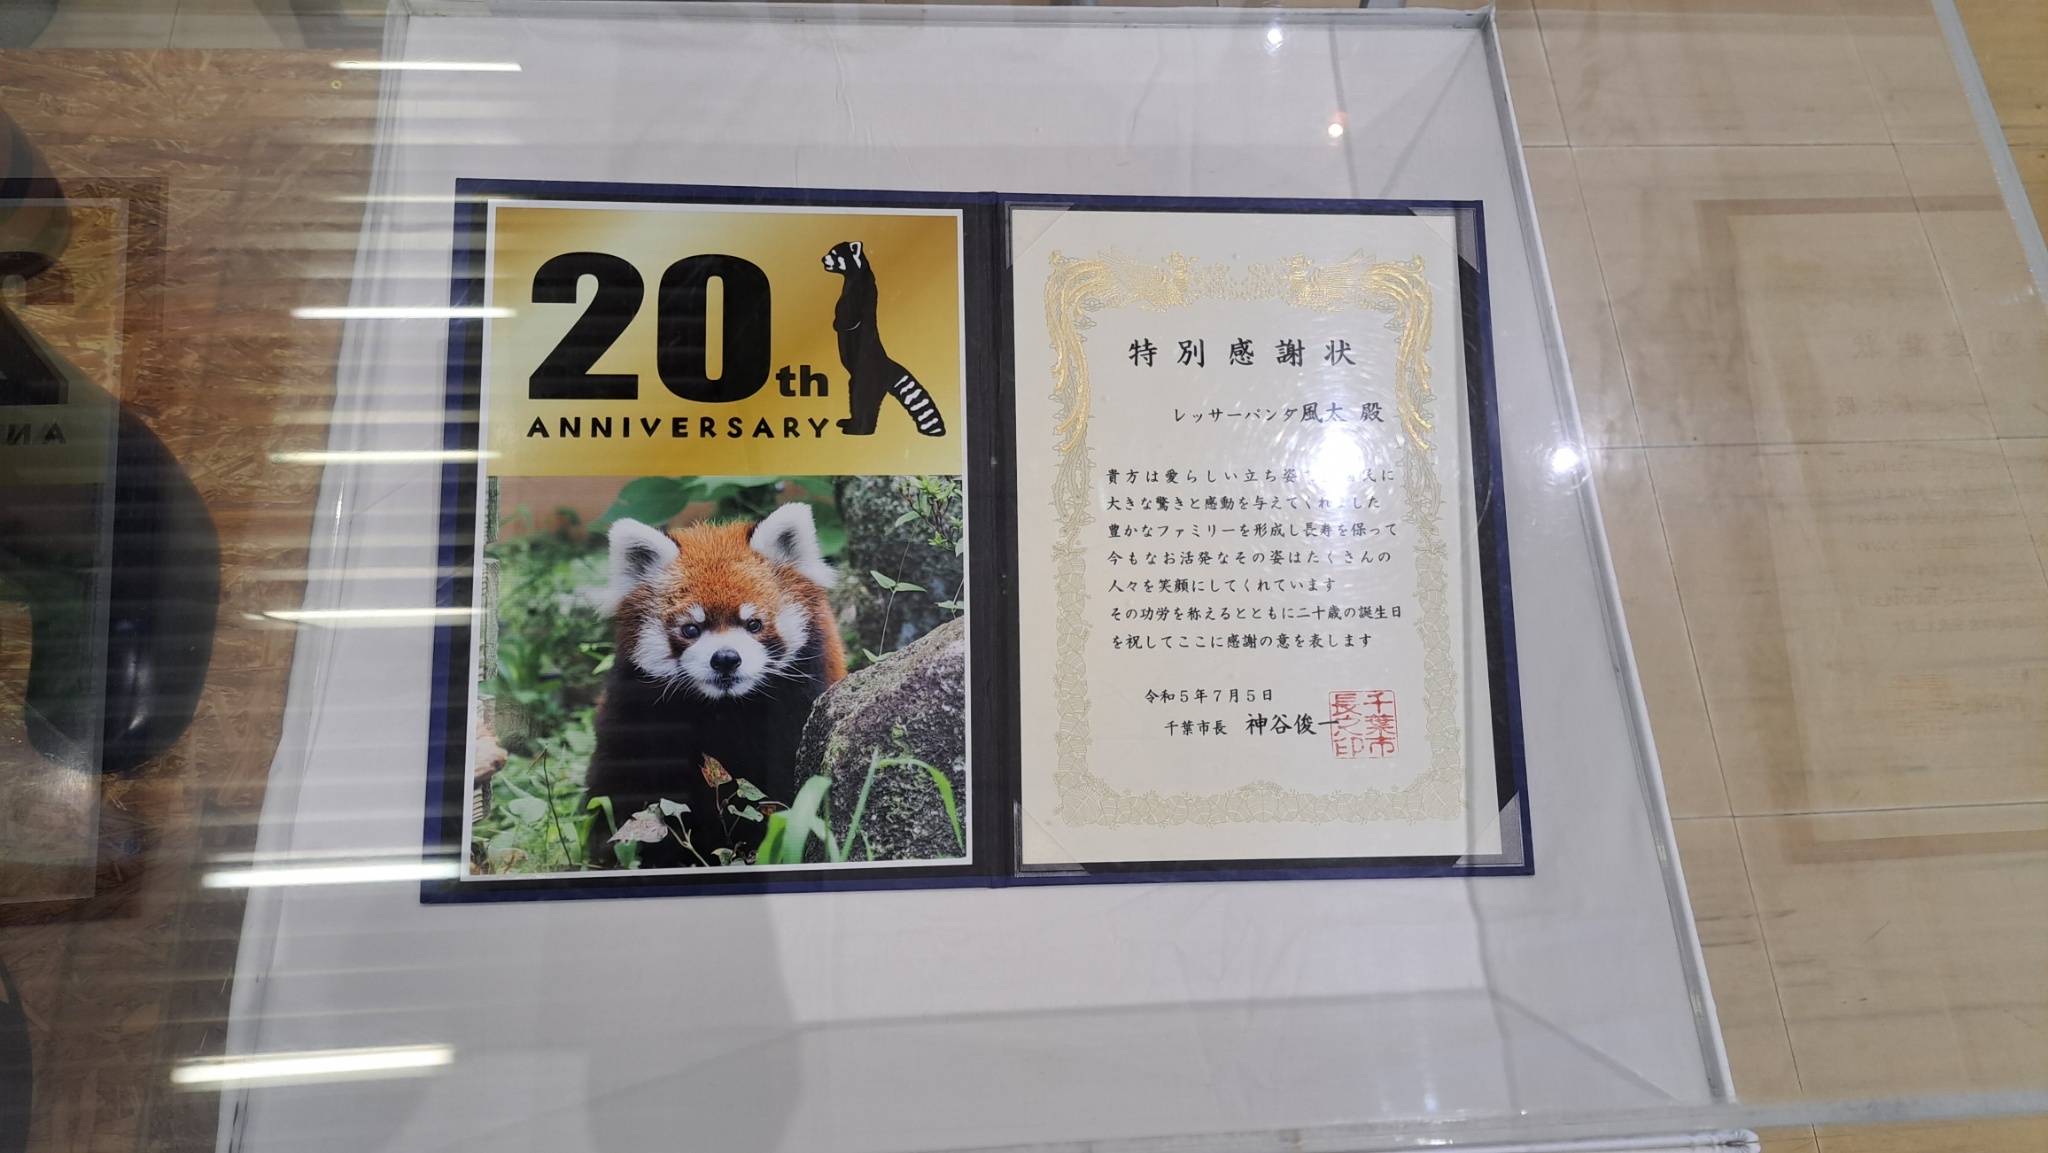 20th
ANNIVERSARY
特別感謝状
レッサーパンダ風太 殿
貴方は愛らしい立ち姿 民に
大きな驚きと感動を与えてくれました
豊かなファミリーを形成し長寿を保って
今もなお活発なその姿はたくさんの
人々を笑顔にしてくれています
その功労を称えるとともに二十歳の誕生日
を祝してここに感謝の意を表します
令和5年7月5日
千葉市長 神谷俊一
千葉市
長之印